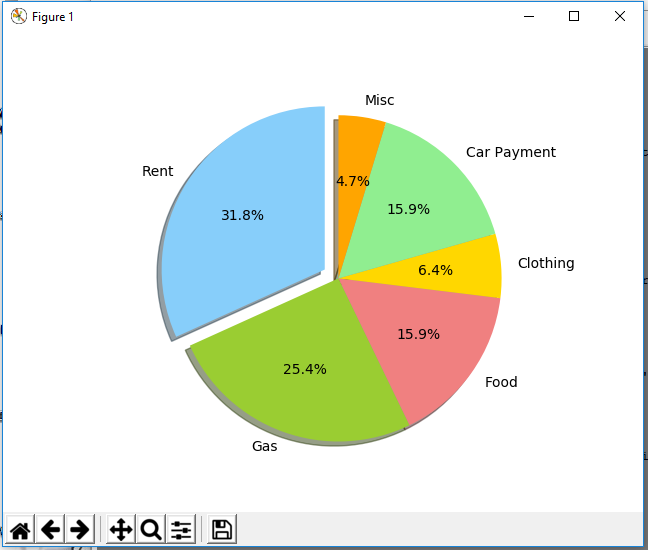 Figure 1
Misc
Car Payment
Rent
4.7%
15.9%
31.8%
Clothing
6.4%
15.9%
25.4%
Food
Gas